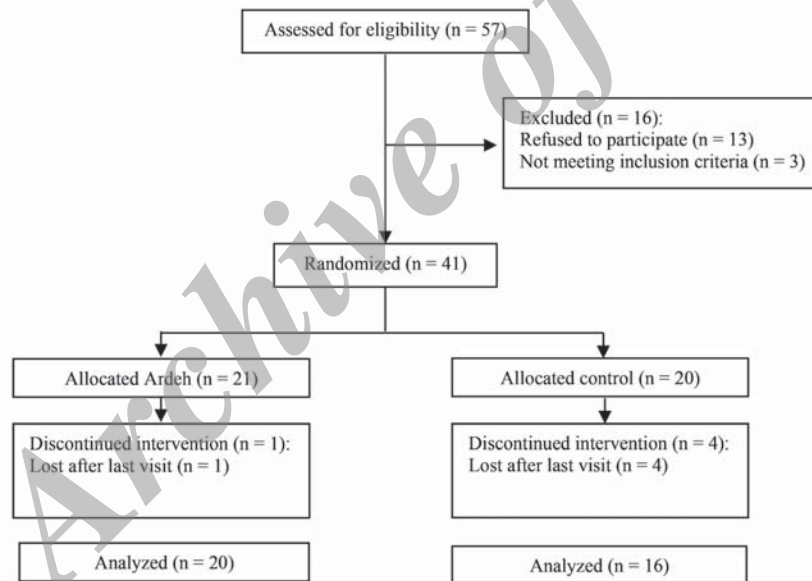 Assessed for eligibility (n = 57)
Excluded (n = 16):
Refused to participate (n = 13)
Not meeting inclusion criteria (n = 3)
Randomized (n = 41)
Allocated Ardeh (n = 21)
Allocated control (n = 20)
Discontinued intervention (n = 1):
Lost after last visit (n = 1)
Discontinued intervention (n = 4):
Lost after last visit (n = 4)
Analyzed (n = 20)
Analyzed (n = 16)
Archive of